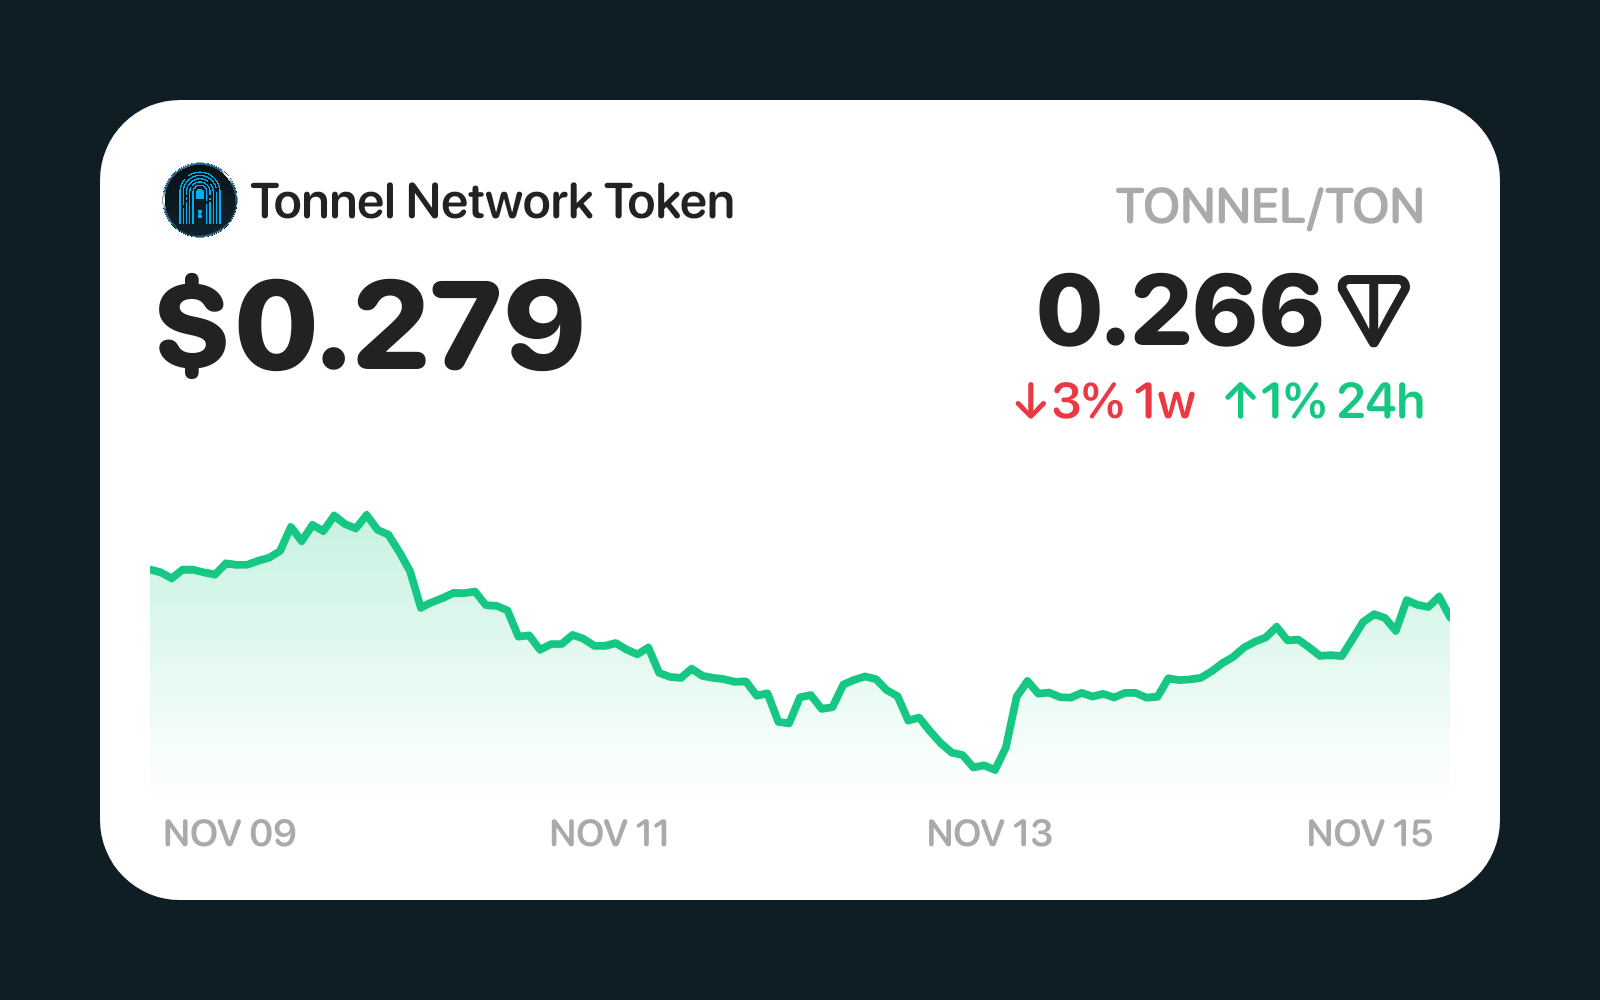 Tonnel Network Token
TONNEL/TON
$0.279
0.266
↓3% 1w ↑1% 24h
NOV 09
NOV 11
NOV 13
NOV 15